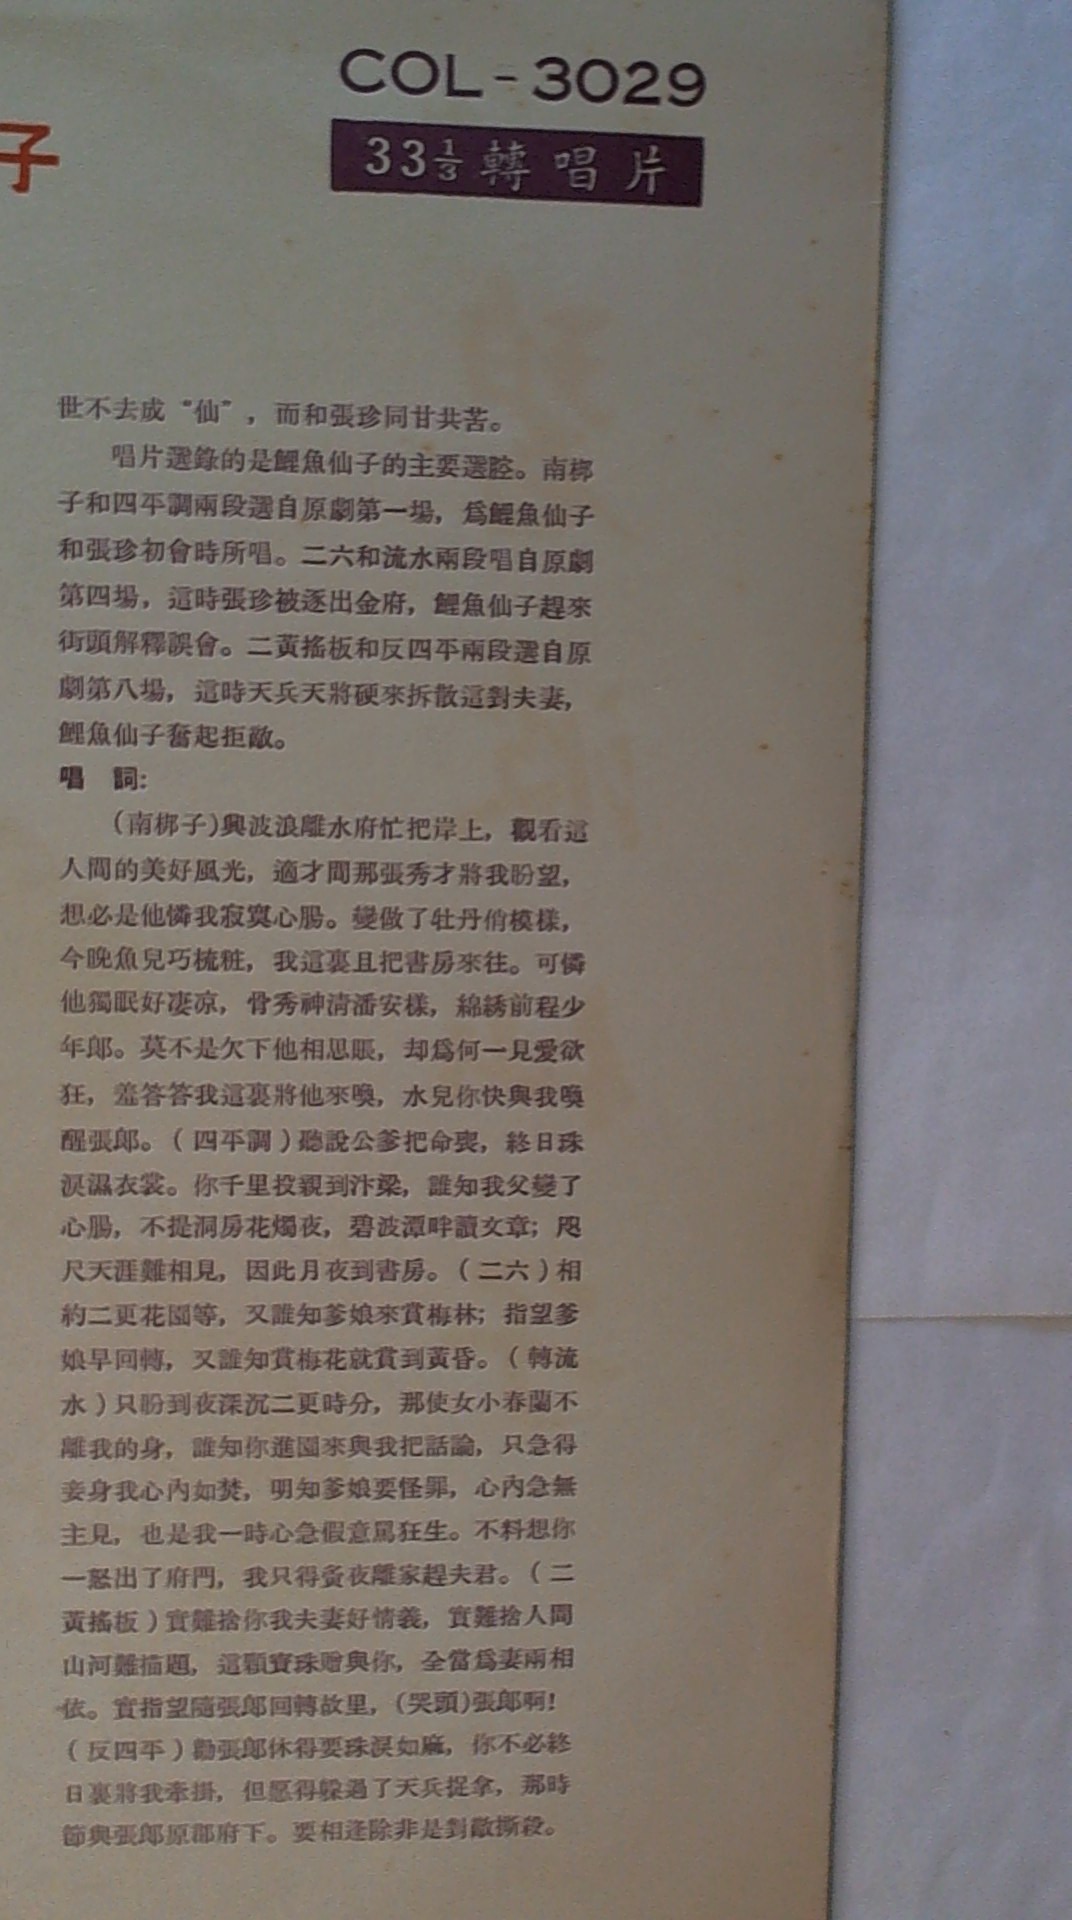 COL-3029
子
33⅓轉唱片
世不去成“仙”，而和張珍同甘共苦。
唱片選錄的是鯉魚仙子的主要選腔。南梆
子和四平調兩段選自原劇第一場，爲鯉魚仙子
和張珍初會時所唱。二六和流水兩段唱自原劇
第四場，這時張珍被逐出金府，鯉魚仙子趕來
街頭解釋誤會。二黃搖板和反四平兩段選自原
劇第八場，這時天兵天將硬來拆散這對夫妻，
鯉魚仙子奮起拒敵。
唱 詞:
(南梆子)興波浪離水府忙把岸上，觀看這
人間的美好風光，適才間那張秀才將我盼望，
想必是他憐我寂寞心腸。變做了牡丹俏模樣，
今晚魚兒巧梳粧，我這裏且把書房來往。可憐
他獨眠好凄凉，骨秀神清潘安樣，綿綉前程少
年郎。莫不是欠下他相思賬，却爲何一見愛欲
狂，羞答答我這裏將他來喚，水兒你快與我喚
醒張郎。(四平調)聽說公爹把命喪，終日珠
淚濕衣裳。你千里投親到汴梁，誰知我父變了
心腸，不提洞房花燭夜，碧波潭畔讀文章；咫
尺天涯難相見，因此月夜到書房。(二六)相
約二更花園等，又誰知爹娘來賞梅林；指望爹
娘早回轉，又誰知賞梅花就賞到黃昏。(轉流
水)只盼到夜深沉二更時分，那使女小春蘭不
離我的身，誰知你進園來與我把話論，只急得
妾身我心內如焚，明知爹娘要怪罪，心內急無
主見，也是我一時心急假意罵狂生。不料想你
一怒出了府門，我只得夤夜離家趕夫君。(二
黃搖板)實難捨你我夫妻好情義，實難捨人間
山河難描題，這顆寶珠贈與你，全當爲妻兩相
依。實指望隨張郎回轉故里，(哭頭)張郎啊!
(反四平)勸張郎休得要珠淚如麻，你不必終
日裏將我牽掛，但愿得躲過了天兵捉拿，那時
節與張郎原郡府下。要相逢除非是對敵撕殺。